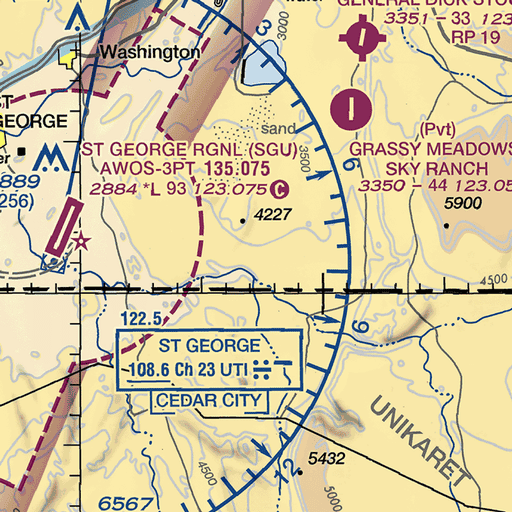 GENERAL DICK STOU
3351 - 33 123
RP 19
Washington
3
3000
ST
GEORGE
sand
3500
(Pvt)
GRASSY MEADOWS
SKY RANCH
3350 - 44 123.05
6
ST GEORGE RGNL (SGU)
AWOS-3PT 135.075
2884 *L 93 123.075 C
889
256)
4227
5900
4500
122.5
6
ST GEORGE
108.6 Ch 23 UTI
CEDAR CITY
UNIKARET
4500
12
5432
5000
6567